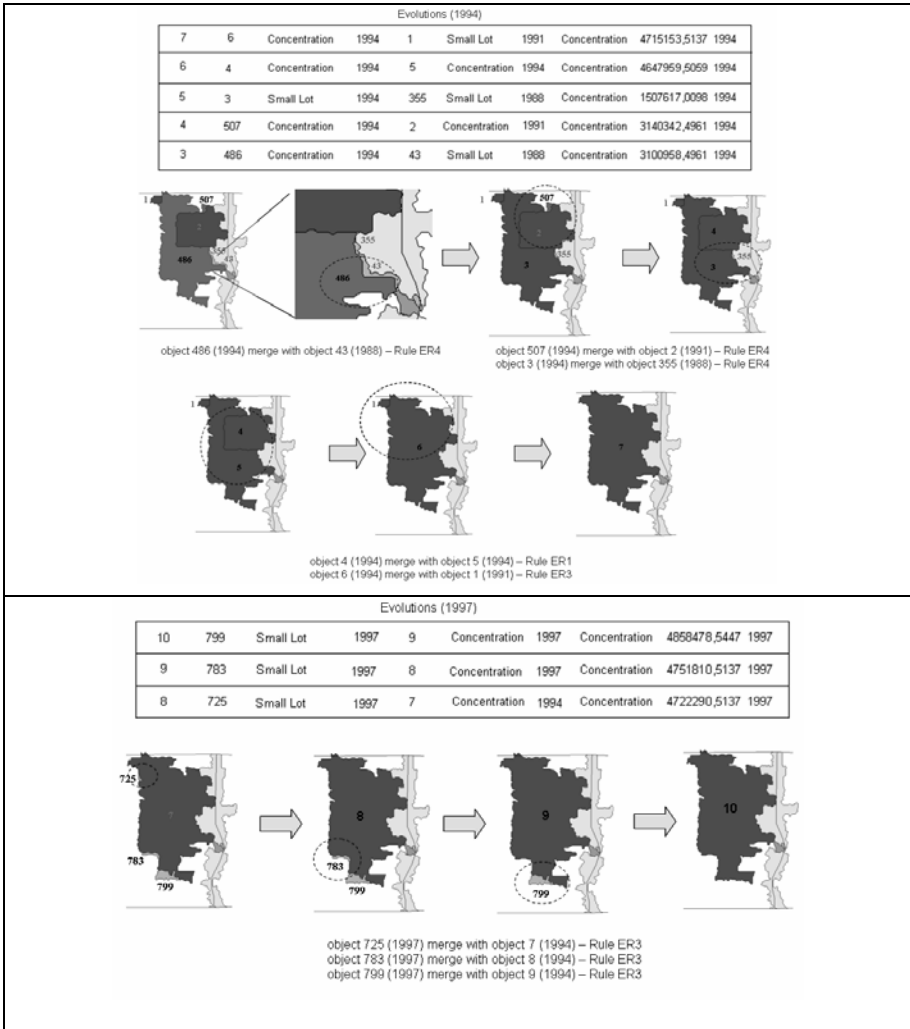 Evolutions (1994)
7 6 Concentration 1994 1 Small Lot 1991 Concentration 4715153,5137 1994
6 4 Concentration 1994 5 Concentration 1994 Concentration 4647959,5059 1994
5 3 Small Lot 1994 355 Small Lot 1988 Concentration 1507617,0098 1994
4 507 Concentration 1994 2 Concentration 1991 Concentration 3140342,4961 1994
3 486 Concentration 1994 43 Small Lot 1988 Concentration 3100958,4961 1994
1 507 2 355 43 486
355 43 486
507 1 2 355 3
1 4 355 3
object 486 (1994) merge with object 43 (1988) – Rule ER4
object 507 (1994) merge with object 2 (1991) – Rule ER4
object 3 (1994) merge with object 355 (1988) – Rule ER4
1 4 5
1 6
7
object 4 (1994) merge with object 5 (1994) – Rule ER1
object 6 (1994) merge with object 1 (1991) – Rule ER3
Evolutions (1997)
10 799 Small Lot 1997 9 Concentration 1997 Concentration 4858478,5447 1997
9 783 Small Lot 1997 8 Concentration 1997 Concentration 4751810,5137 1997
8 725 Small Lot 1997 7 Concentration 1994 Concentration 4722290,5137 1997
725 7 783 799
8 783 799
9 799
10
object 725 (1997) merge with object 7 (1994) – Rule ER3
object 783 (1997) merge with object 8 (1994) – Rule ER3
object 799 (1997) merge with object 9 (1994) – Rule ER3